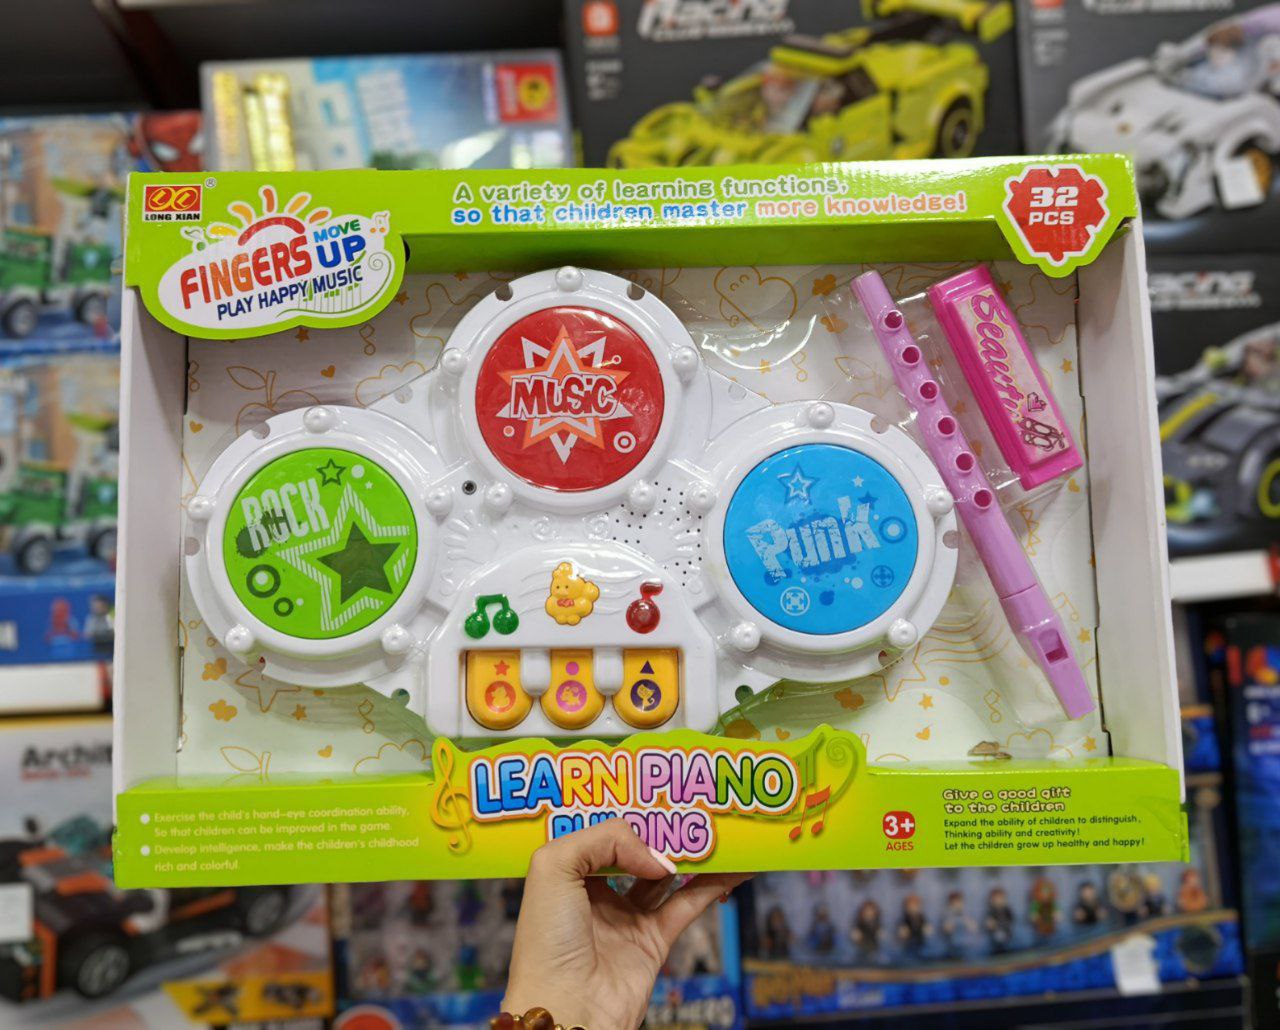 Racing
LONG XIAN
®
FINGERS
MOVE
UP
PLAY HAPPY MUSIC
A variety of learning functions,
so that children master more knowledge!
32
PCS
MUSiC
ROCK
Punk
LEARN PIANO
3+
AGES
Exercise the child's hand-eye coordination ability.
So that children can be improved in the game.
Develop intelligence, make the children's childhood
rich and colorful.
Give a good gift
to the children
Expand the ability of children to distinguish,
Thinking ability and creativity!
Let the children grow up healthy and happy!